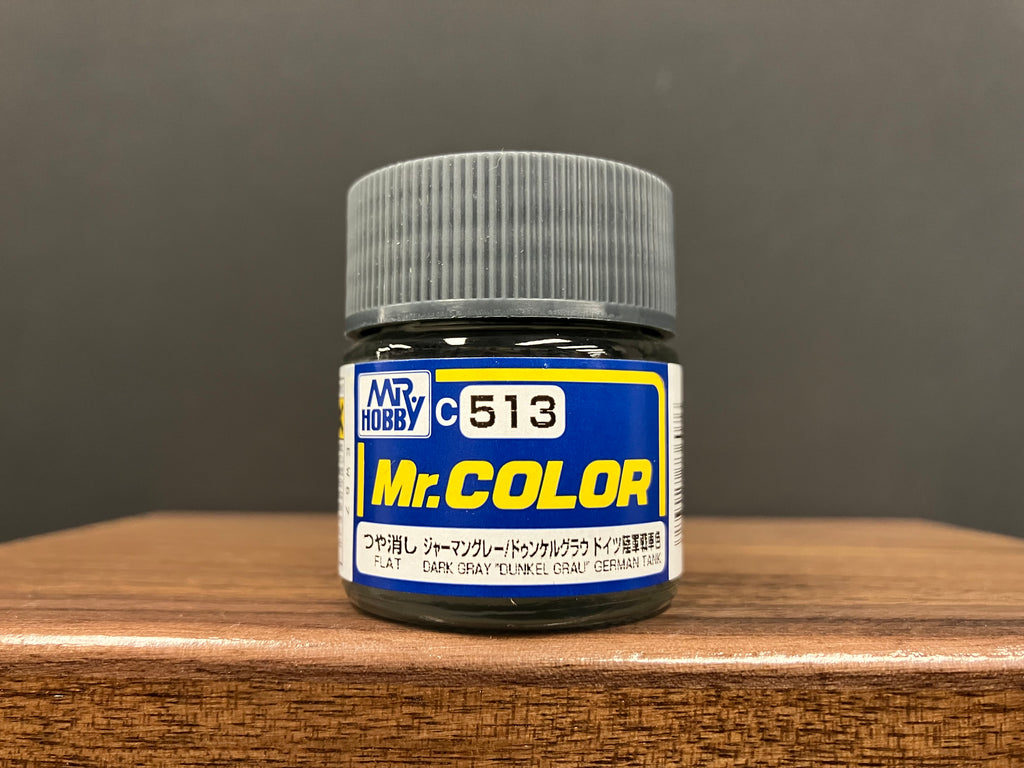 MR. HOBBY
C 513
Mr.COLOR
つや消し ジャーマングレー/ドゥンケルグラウ ドイツ陸軍戦車色
FLAT DARK GRAY "DUNKEL GRAU" GERMAN TANK